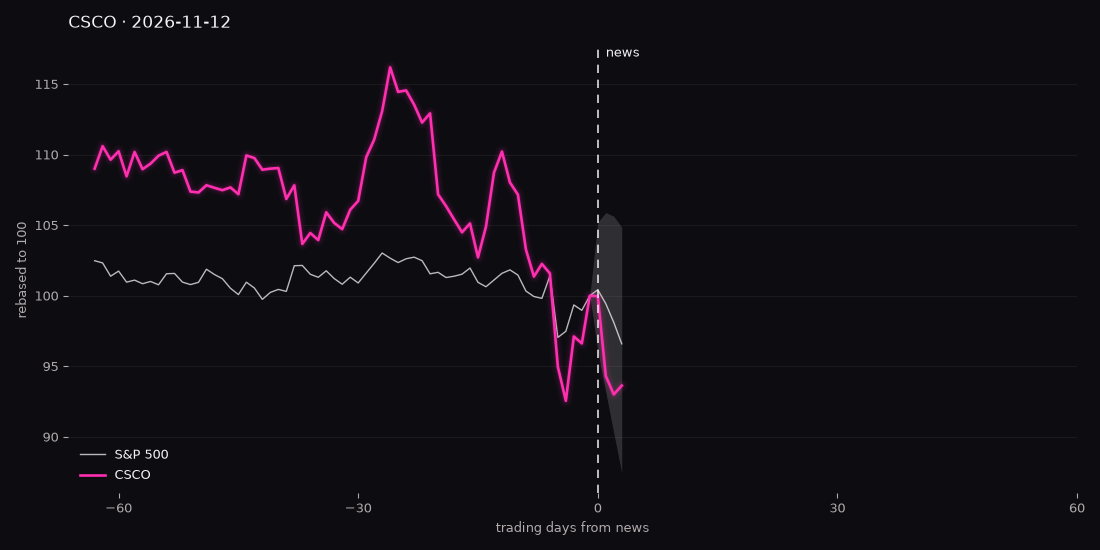 CSCO · 2026-11-12
news
115
110
105
100
95
90
rebased to 100
S&P 500
CSCO
−60
−30
0
30
60
trading days from news